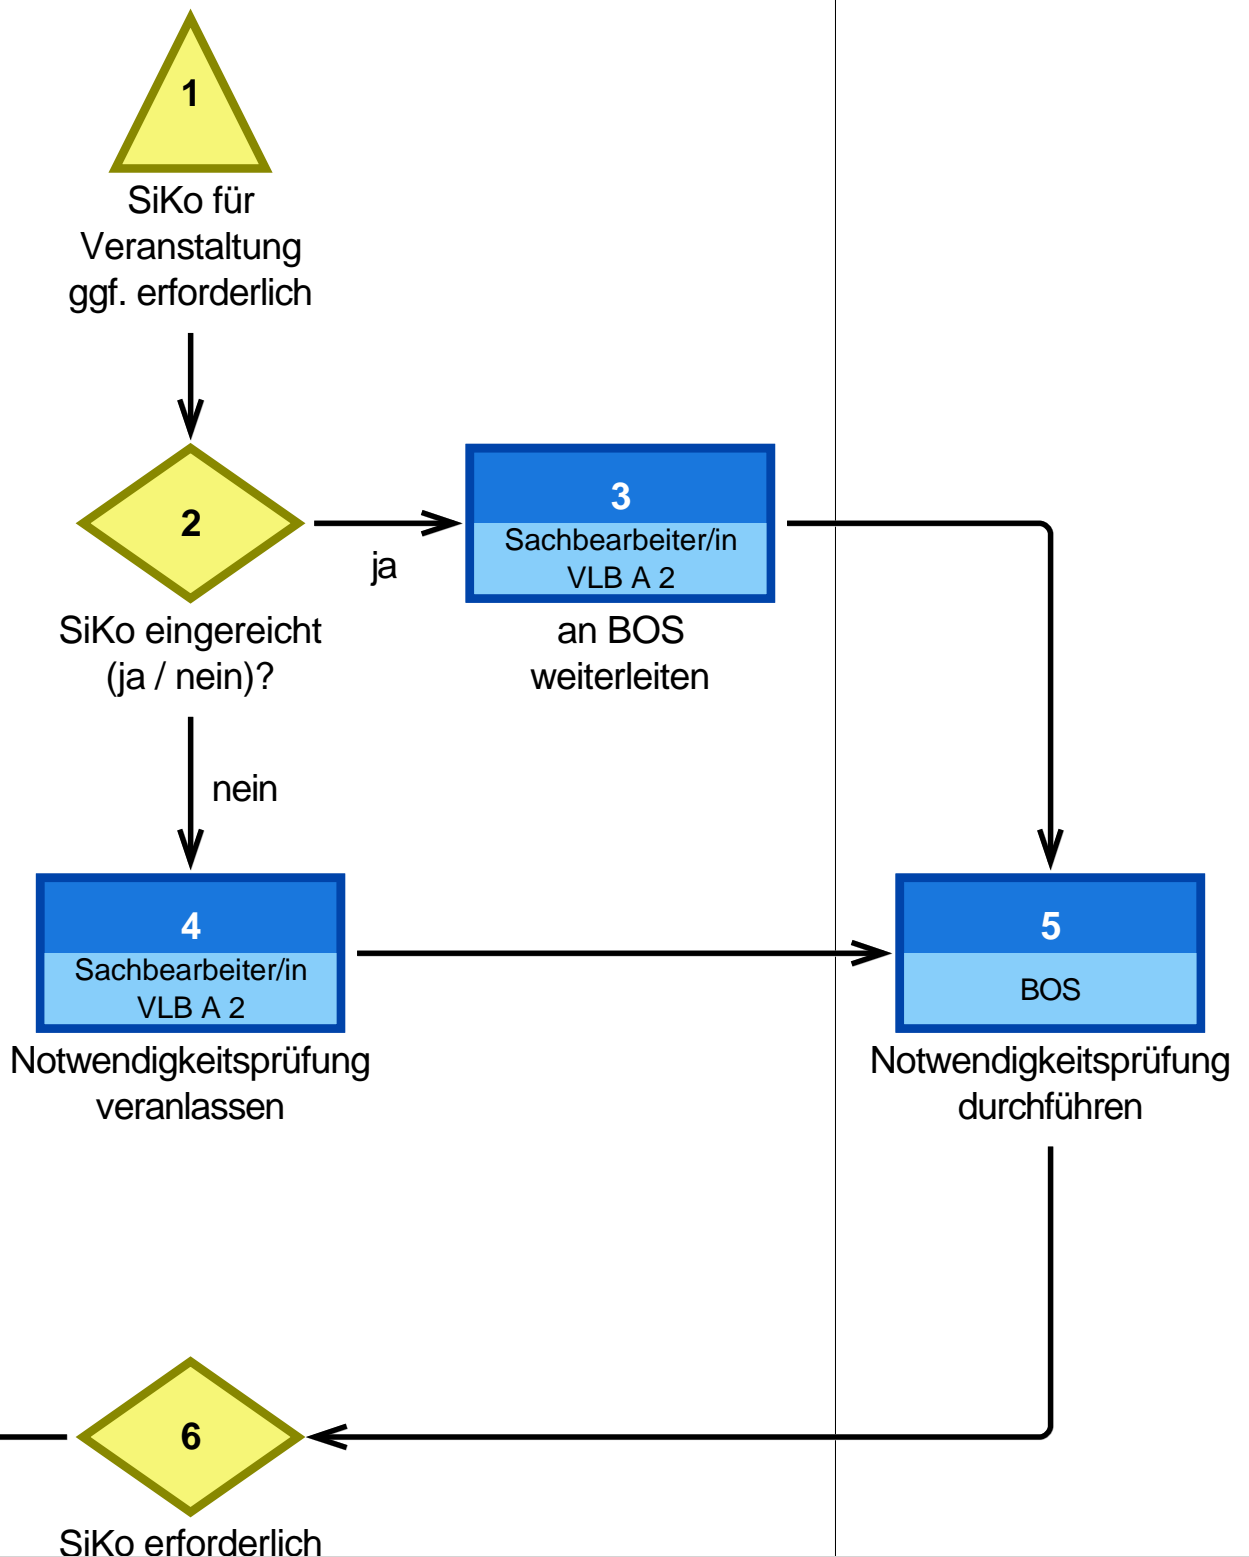 1
SiKo für
Veranstaltung
ggf. erforderlich
2
ja
SiKo eingereicht
(ja / nein)?
3
Sachbearbeiter/in
VLB A 2
an BOS
weiterleiten
nein
4
Sachbearbeiter/in
VLB A 2
Notwendigkeitsprüfung
veranlassen
5
BOS
Notwendigkeitsprüfung
durchführen
6
SiKo erforderlich